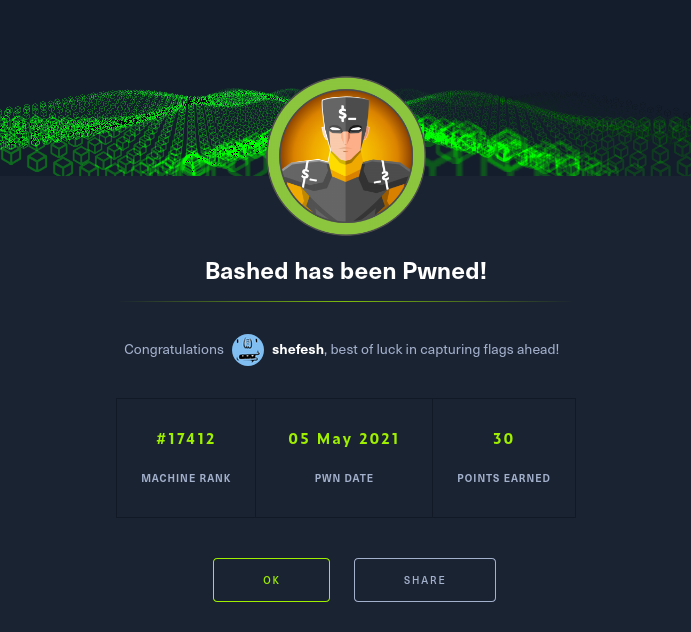 $_
$_ $_
Bashed has been Pwned!
Congratulations shefesh, best of luck in capturing flags ahead!
#17412 05 May 2021 30
MACHINE RANK PWN DATE POINTS EARNED
OK SHARE